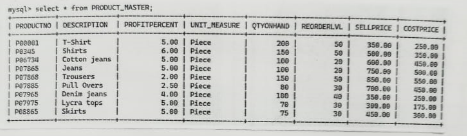 mysql> select * from PRODUCT_MASTER;
| PRODUCTNO | DESCRIPTION | PROFITPERCENT | UNIT_MEASURE | QTYONHAND | REORDERLVL | SELLPRICE | COSTPRICE |
| P00001 | T-Shirt | 5.00 | Piece | 200 | 50 | 350.00 | 250.00 |
| P0345 | Shirts | 6.00 | Piece | 150 | 50 | 500.00 | 350.00 |
| P06734 | Cotton jeans | 5.00 | Piece | 100 | 20 | 600.00 | 450.00 |
| P07865 | Jeans | 5.00 | Piece | 100 | 20 | 750.00 | 500.00 |
| P07868 | Trousers | 2.00 | Piece | 150 | 50 | 850.00 | 550.00 |
| P07885 | Pull Overs | 2.50 | Piece | 80 | 30 | 700.00 | 450.00 |
| P07965 | Denim jeans | 4.00 | Piece | 100 | 40 | 350.00 | 250.00 |
| P07975 | Lycra tops | 5.00 | Piece | 70 | 30 | 300.00 | 175.00 |
| P08865 | Skirts | 5.00 | Piece | 75 | 30 | 450.00 | 300.00 |